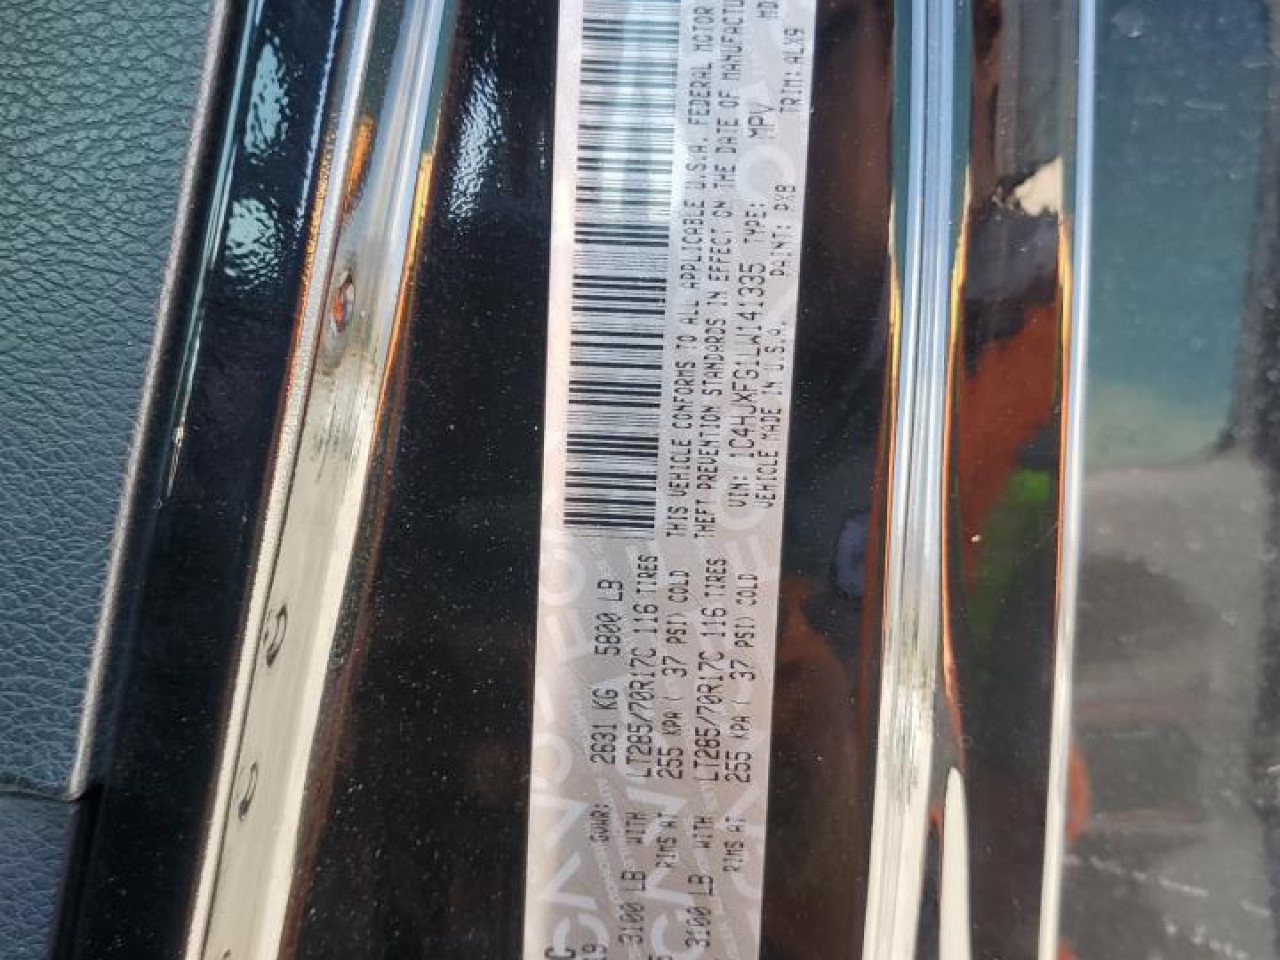 C
19 GVWR: 2631 KG 5800 LB
3100 LB WITH LT285/70R17C 116 TIRES
RIMS AT 255 KPA ( 37 PSI) COLD
3100 LB WITH LT285/70R17C 116 TIRES
RIMS AT 255 KPA ( 37 PSI) COLD
THIS VEHICLE CONFORMS TO ALL APPLICABLE U.S.A. FEDERAL MOTOR
THEFT PREVENTION STANDARDS IN EFFECT ON THE DATE OF
VIN: 1C4HJXFG1LW141335 TYPE: MPV
VEHICLE MADE IN U.S.A. PAINT: PX8 TRIM: ALX9